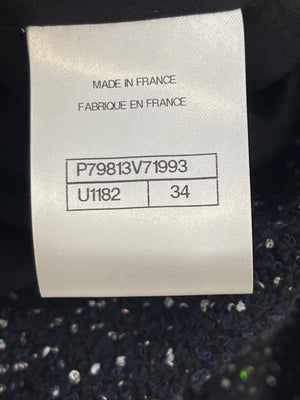 MADE IN FRANCE
FABRIQUE EN FRANCE
P79813V71993
U1182 34